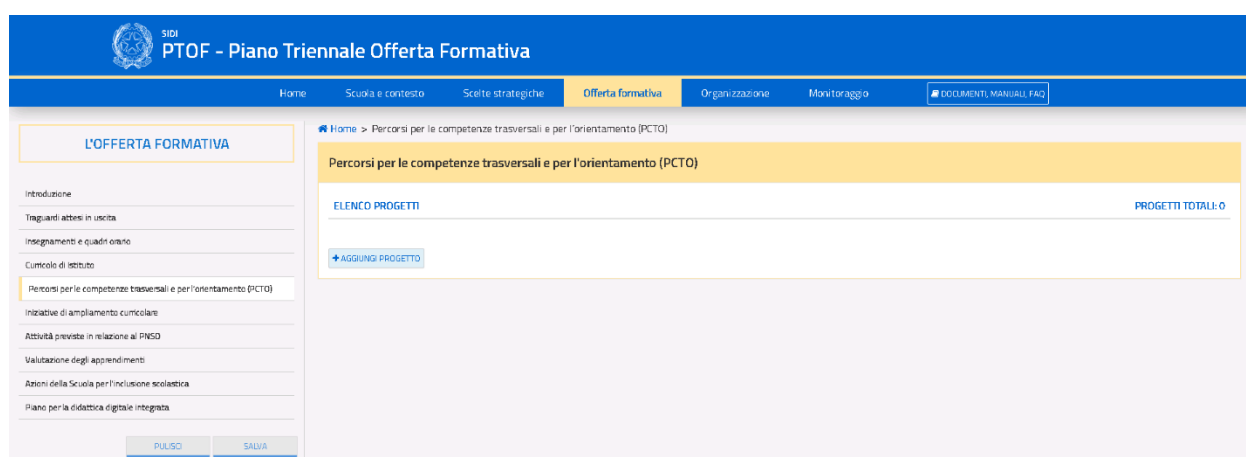 SIDI
PTOF - Piano Triennale Offerta Formativa
Home Scuola e contesto Scelte strategiche Offerta formativa Organizzazione Monitoraggio DOCUMENTI, MANUALI, FAQ
Home > Percorsi per le competenze trasversali e per l'orientamento (PCTO)
L'OFFERTA FORMATIVA
Percorsi per le competenze trasversali e per l'orientamento (PCTO)
Introduzione
ELENCO PROGETTI PROGETTI TOTALI: 0
Traguardi attesi in uscita
Insegnamenti e quadri orario
+ AGGIUNGI PROGETTO
Curricolo di Istituto
Percorsi per le competenze trasversali e per l'orientamento (PCTO)
Iniziative di ampliamento curricolare
Attività previste in relazione al PNSD
Valutazione degli apprendimenti
Azioni della Scuola per l'inclusione scolastica
Piano per la didattica digitale integrata
PULISCI SALVA